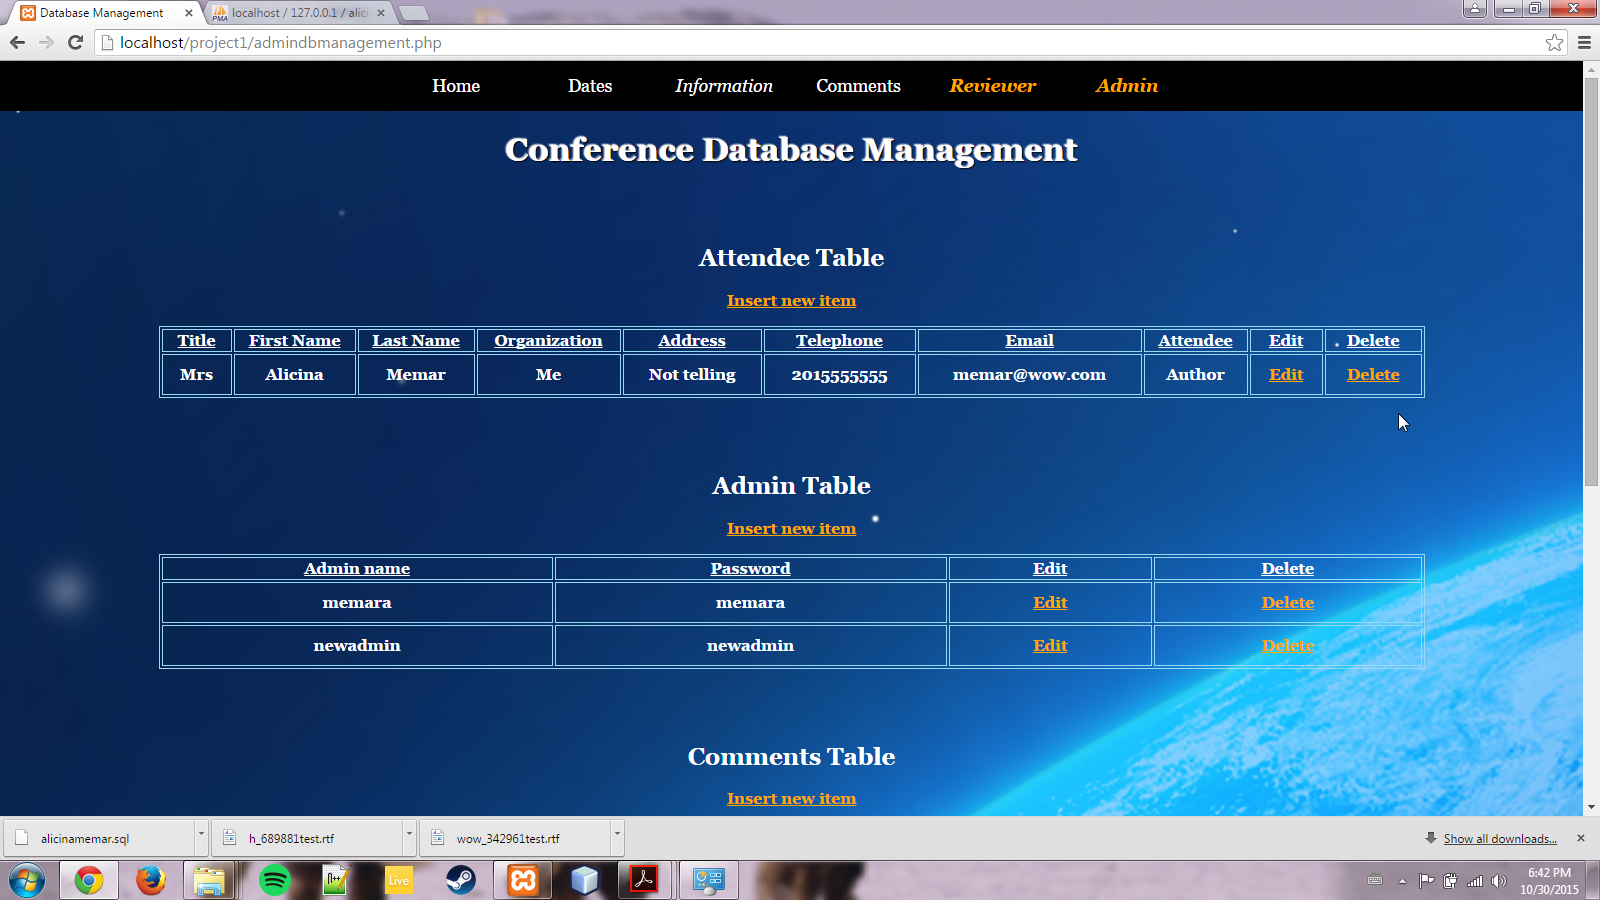 Database Management
localhost / 127.0.0.1 / alici
localhost/project1/admindbmanagement.php
Home Dates Information Comments Reviewer Admin
Conference Database Management
Attendee Table
Insert new item
Title First Name Last Name Organization Address Telephone Email Attendee Edit Delete
Mrs Alicina Memar Me Not telling 2015555555 memar@wow.com Author Edit Delete
Admin Table
Insert new item
Admin name Password Edit Delete
memara memara Edit Delete
newadmin newadmin Edit Delete
Comments Table
Insert new item
alicinamemar.sql h_689881test.rtf wow_342961test.rtf Show all downloads...
Live
6:42 PM
10/30/2015